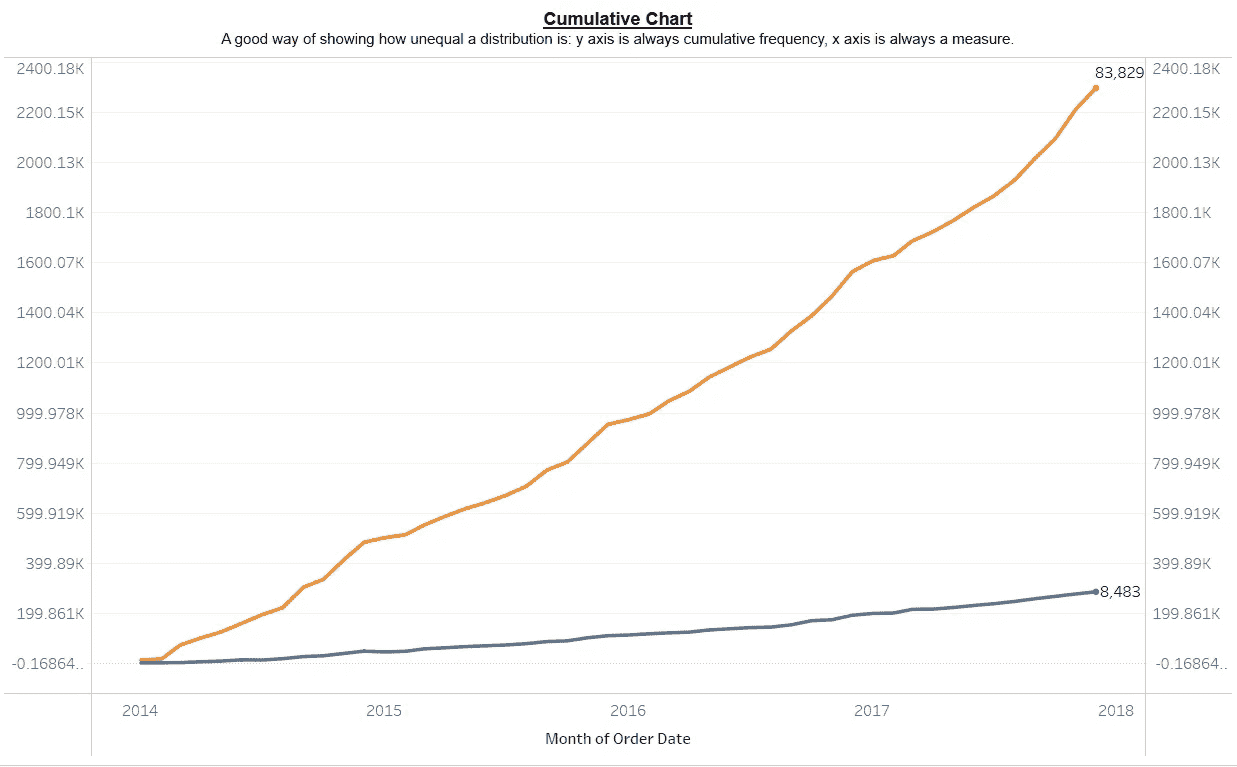 Cumulative Chart
A good way of showing how unequal a distribution is: y axis is always cumulative frequency, x axis is always a measure.
2400.18K 83,829 2400.18K
2200.15K 2200.15K
2000.13K 2000.13K
1800.1K 1800.1K
1600.07K 1600.07K
1400.04K 1400.04K
1200.01K 1200.01K
999.978K 999.978K
799.949K 799.949K
599.919K 599.919K
399.89K 399.89K
8,483
199.861K 199.861K
-0.16864.. -0.16864..
2014 2015 2016 2017 2018
Month of Order Date